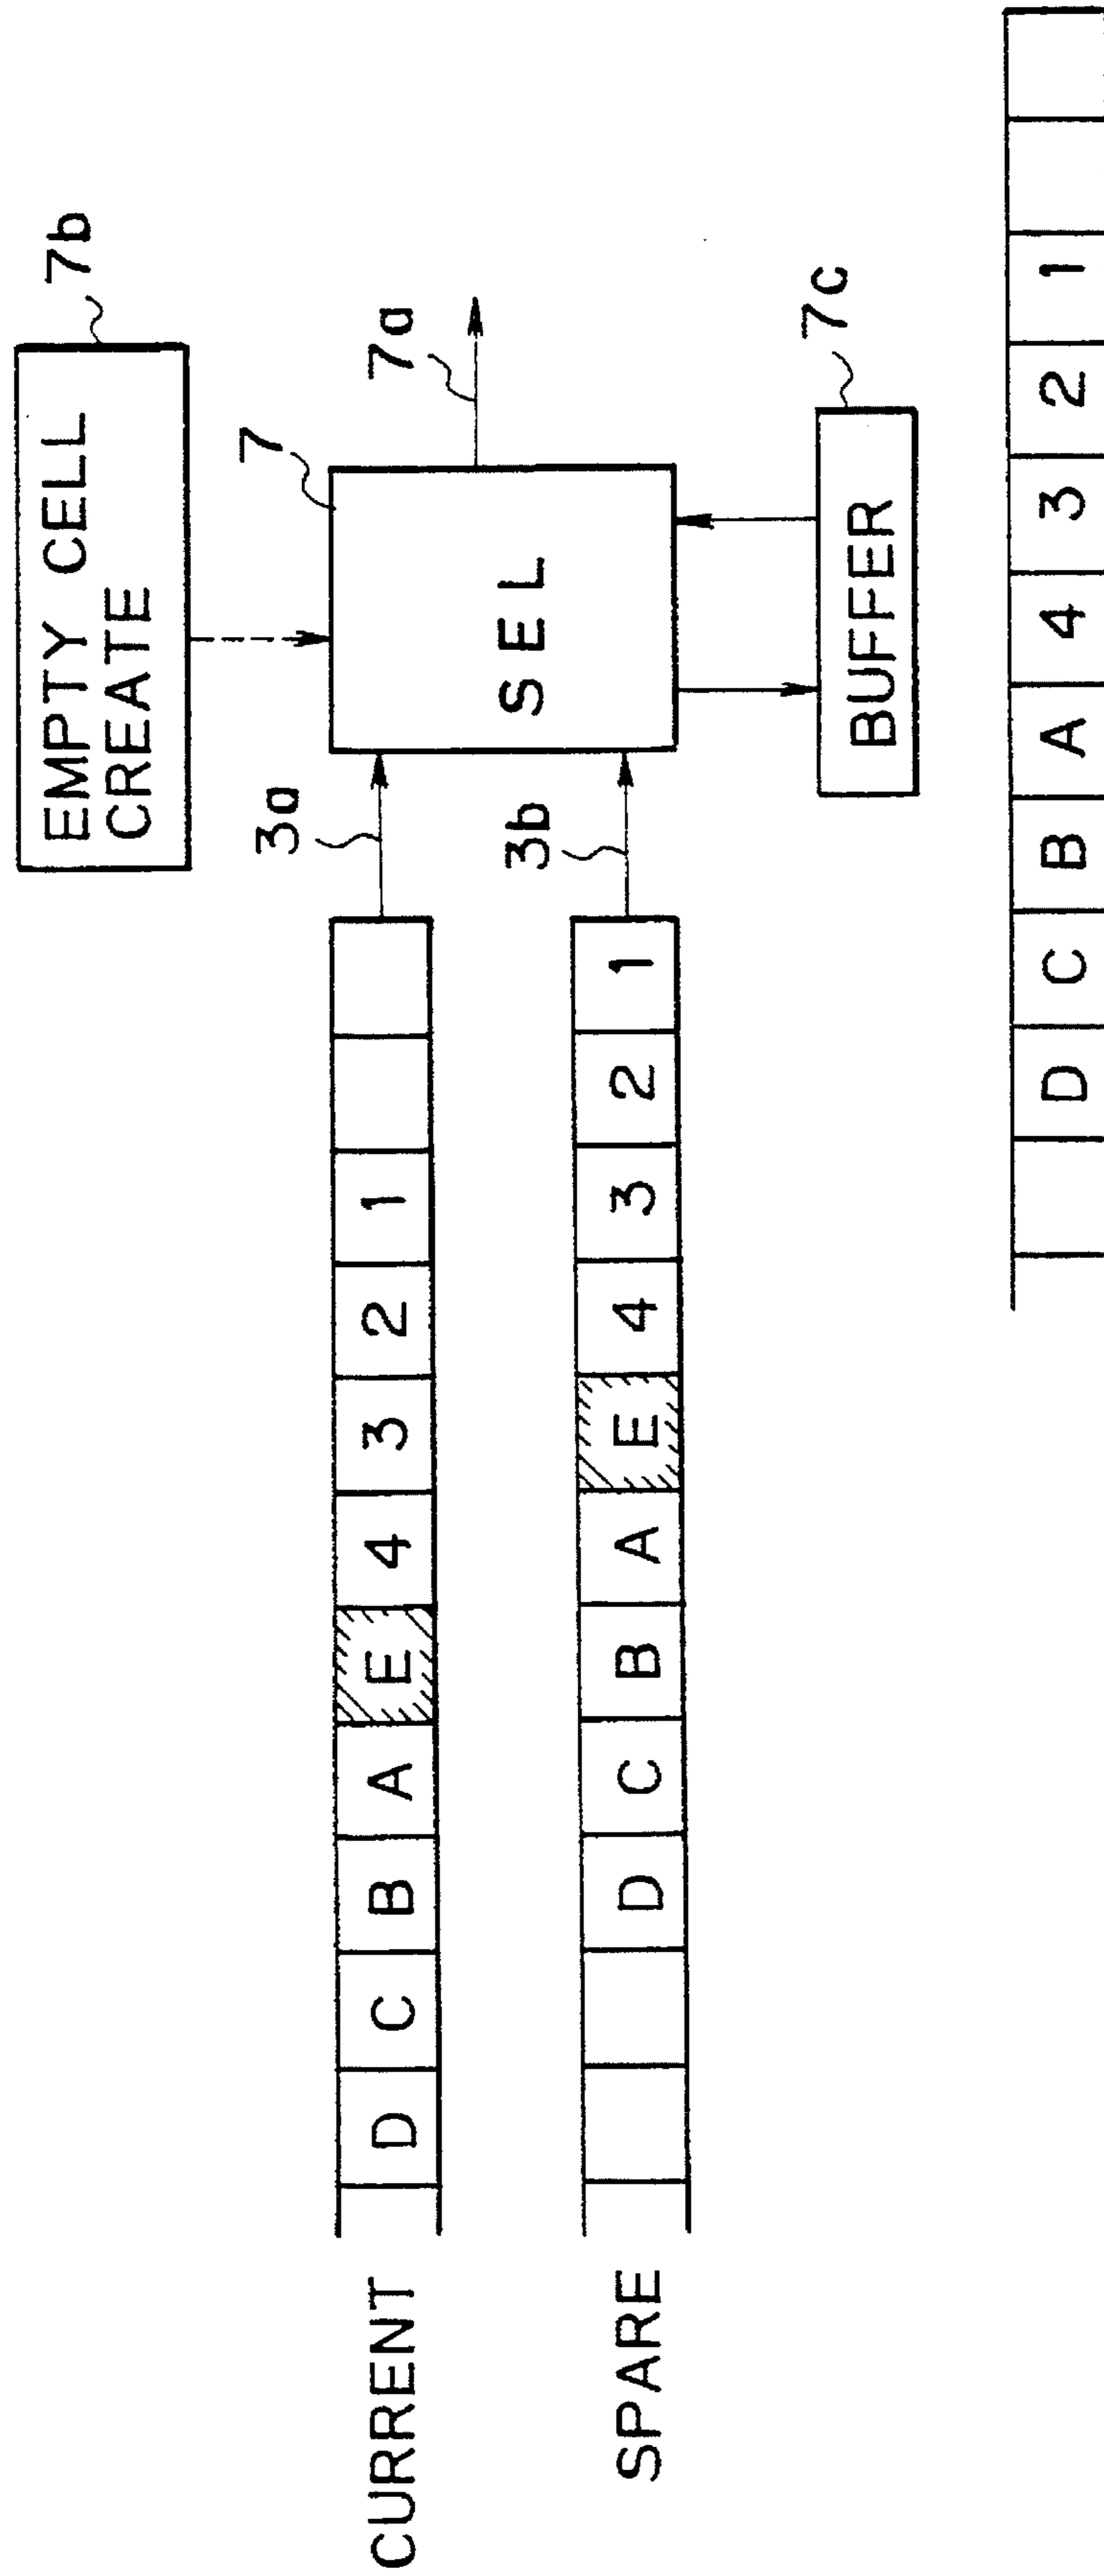 EMPTY CELL
CREATE
7b
7
7a
SEL
3a
3b
BUFFER
7c
CURRENT
D C B A E 4 3 2 1
SPARE
D C B A E 4 3 2 1
D C B A 4 3 2 1